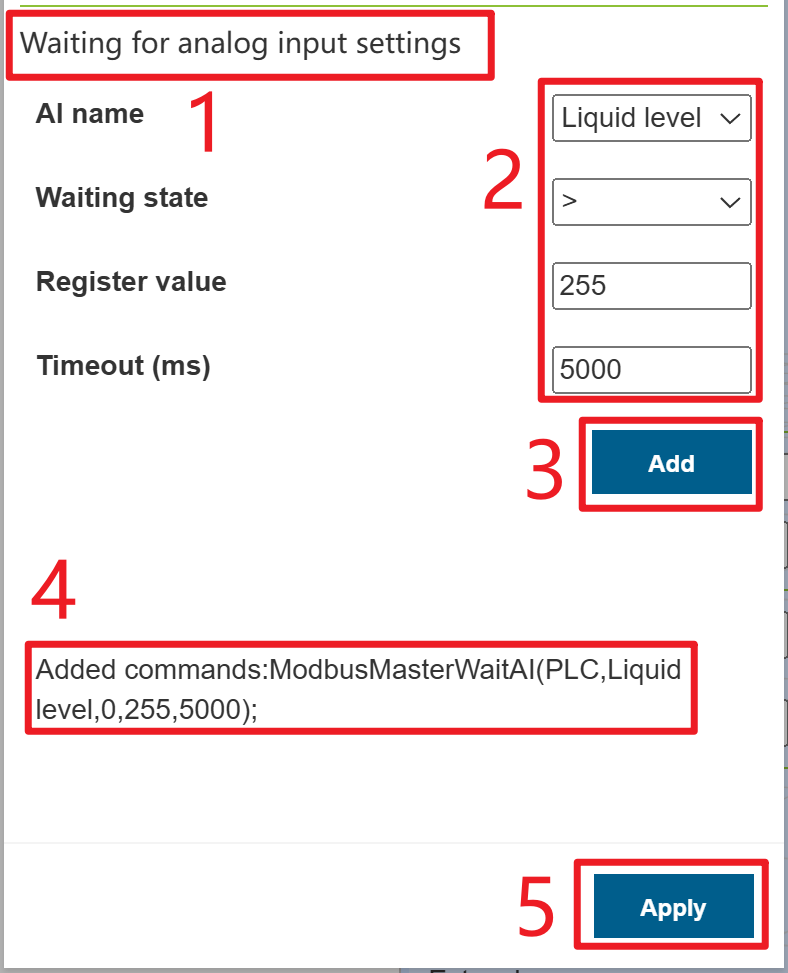 Waiting for analog input settings
AI name
1
Liquid level
2
Waiting state
>
Register value
255
Timeout (ms)
5000
3
Add
4
Added commands:ModbusMasterWaitAI(PLC,Liquid
level,0,255,5000);
5
Apply